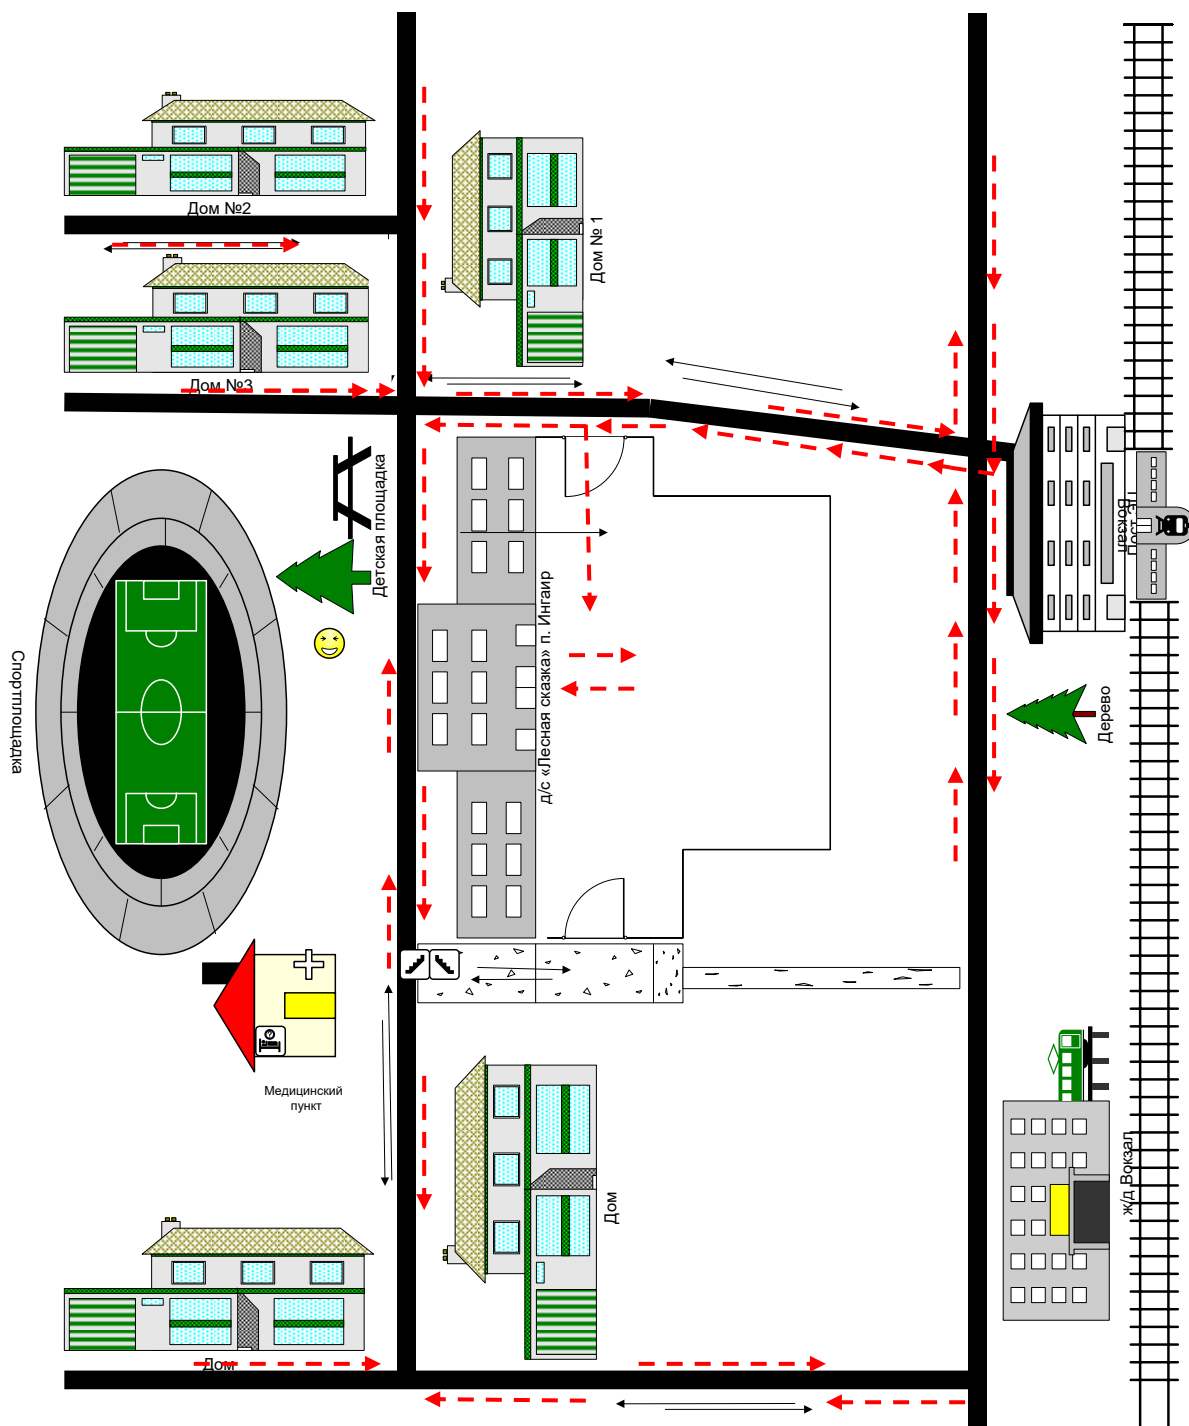 Дом №2
Дом № 1
Дом №3
Детская площадка
Вокзал
д/с «Лесная сказка» п. Ингаир
Спортплощадка
Дерево
Медицинский
пункт
Дом
ж/д Вокзал
Дом